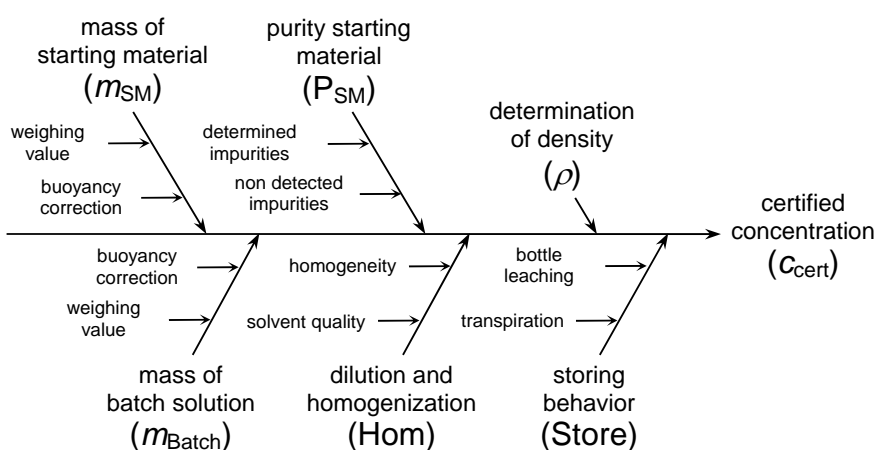 mass of
starting material
(mSM)
weighing
value
buoyancy
correction
purity starting
material
(PSM)
determined
impurities
non detected
impurities
determination
of density
(ρ)
certified
concentration
(ccert)
buoyancy
correction
weighing
value
mass of
batch solution
(mBatch)
homogeneity
solvent quality
dilution and
homogenization
(Hom)
bottle
leaching
transpiration
storing
behavior
(Store)